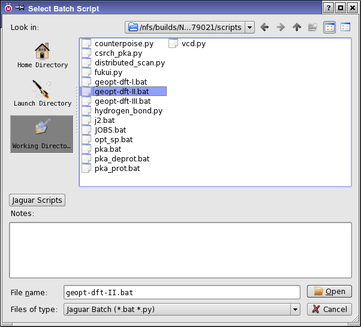 Select Batch Script
Look in:
/nfs/builds/N...79021/scripts
Home Directory
Launch Directory
Working Directo...
counterpoise.py
csrch_pka.py
distributed_scan.py
fukui.py
geopt-dft-I.bat
geopt-dft-II.bat
geopt-dft-III.bat
hydrogen_bond.py
j2.bat
JOBS.bat
opt_sp.bat
pka.bat
pka_deprot.bat
pka_prot.bat
vcd.py
Jaguar Scripts
Notes:
File name:
geopt-dft-II.bat
Open
Files of type:
Jaguar Batch (*.bat *.py)
Cancel